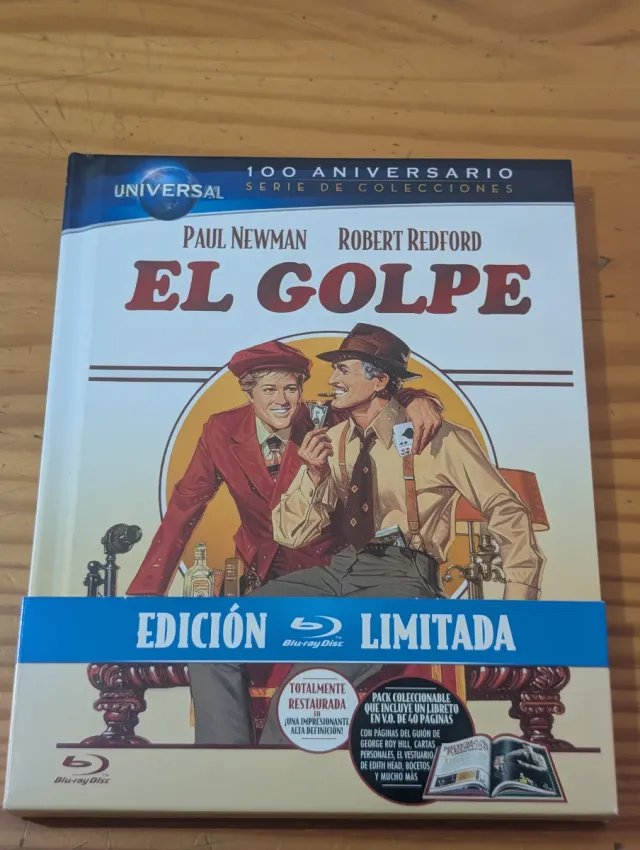 UNIVERSAL
100 ANIVERSARIO
SERIE DE COLECCIONES
PAUL NEWMAN ROBERT REDFORD
EL GOLPE
EDICIÓN Blu-ray Disc™ LIMITADA
TOTALMENTE
RESTAURADA
EN
¡UNA IMPRESIONANTE
ALTA DEFINICIÓN!
PACK COLECCIONABLE
QUE INCLUYE UN LIBRETO
EN V.O. DE 40 PÁGINAS
CON PÁGINAS DEL GUIÓN DE
GEORGE ROY HILL, CARTAS
PERSONALES, EL VESTUARIO
DE EDITH HEAD, BOCETOS
Y MUCHO MÁS
Blu-ray Disc